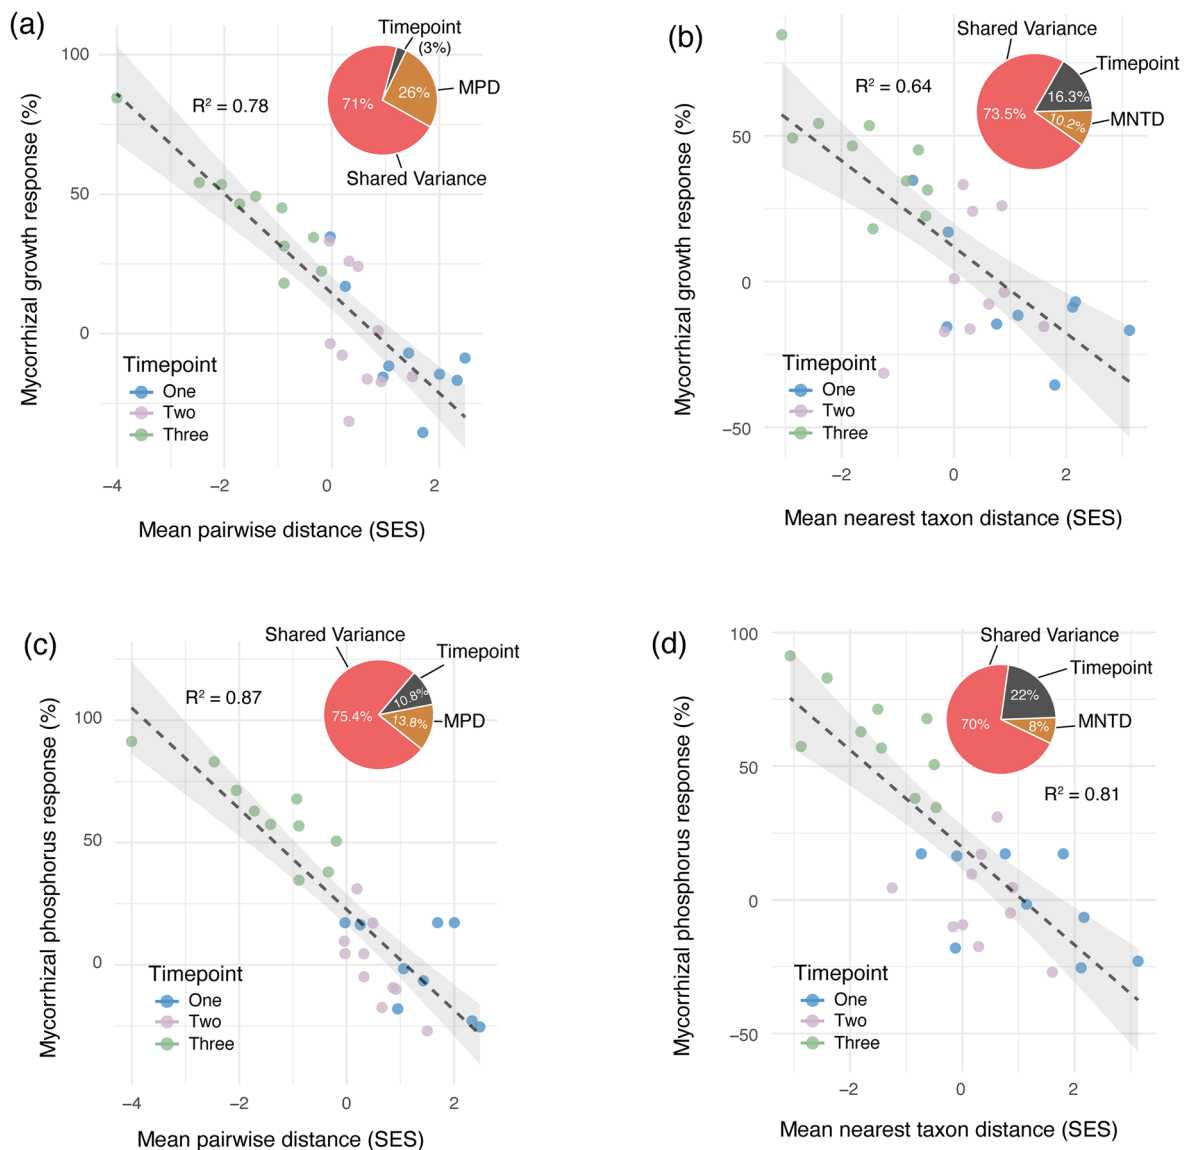 (a)
Timepoint
(3%)
MPD
26%
71%
Shared Variance
R² = 0.78
100
50
0
Mycorrhizal growth response (%)
Timepoint
One
Two
Three
−4
−2
0
2
Mean pairwise distance (SES)
(b)
Shared Variance
Timepoint
16.3%
MNTD
10.2%
73.5%
R² = 0.64
50
0
−50
Mycorrhizal growth response (%)
Timepoint
One
Two
Three
−2
0
2
Mean nearest taxon distance (SES)
(c)
Shared Variance
Timepoint
10.8%
MPD
13.8%
75.4%
R² = 0.87
100
50
0
Mycorrhizal phosphorus response (%)
Timepoint
One
Two
Three
−4
−2
0
2
Mean pairwise distance (SES)
(d)
Shared Variance
Timepoint
22%
MNTD
8%
70%
R² = 0.81
100
50
0
−50
Mycorrhizal phosphorus response (%)
Timepoint
One
Two
Three
−2
0
2
Mean nearest taxon distance (SES)